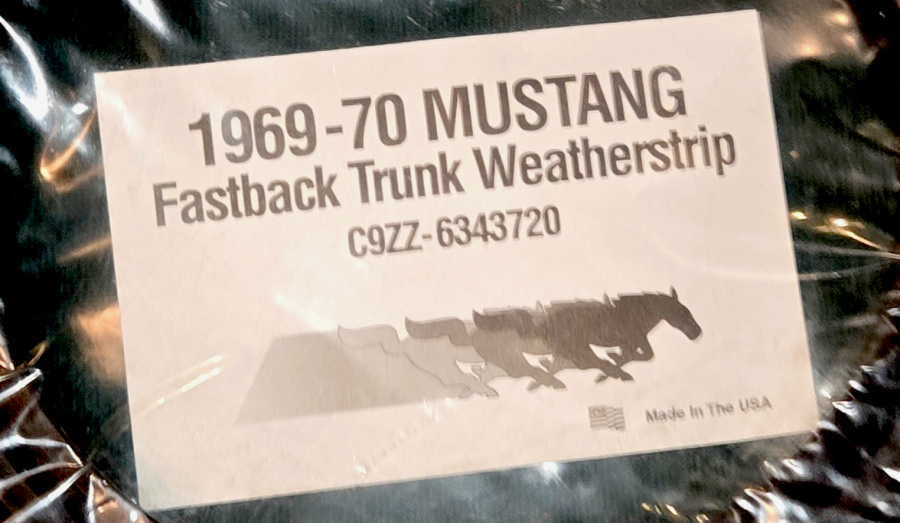 1969-70 MUSTANG
Fastback Trunk Weatherstrip
C9ZZ-6343720
Made In The USA